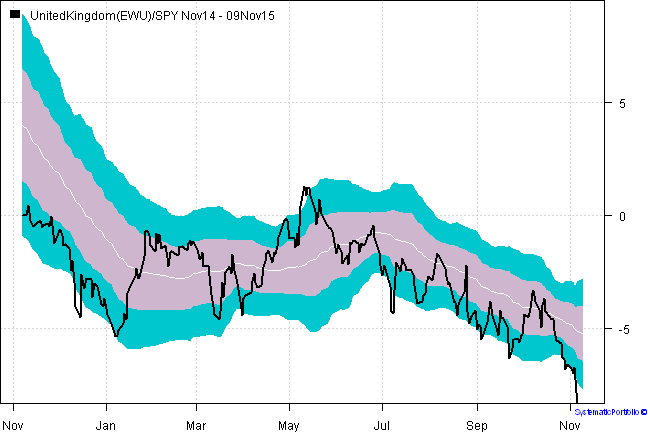 UnitedKingdom(EWU)/SPY Nov14 - 09Nov15
5
0
-5
Nov Jan Mar May Jul Sep Nov
SystematicPortfolio ©